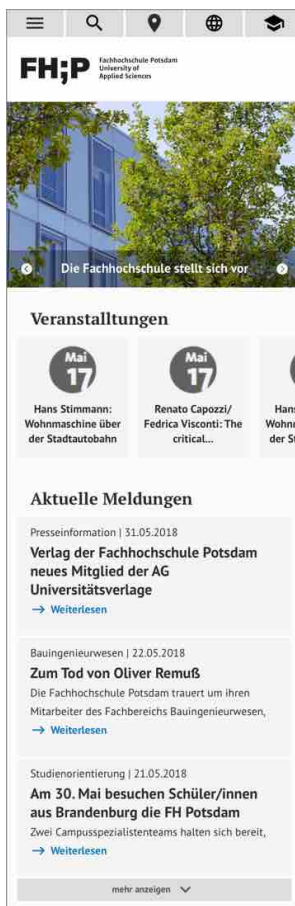 FH;P
Fachhochschule Potsdam
University of
Applied Sciences
Die Fachhochschule stellt sich vor
Veranstalltungen
Mai
17
Hans Stimmann:
Wohnmaschine über
der Stadtautobahn
Mai
17
Renato Capozzi/
Fedrica Visconti: The
critical...
Aktuelle Meldungen
Presseinformation | 31.05.2018
Verlag der Fachhochschule Potsdam
neues Mitglied der AG
Universitätsverlage
→ Weiterlesen
Bauingenieurwesen | 22.05.2018
Zum Tod von Oliver Remuß
Die Fachhochschule Potsdam trauert um ihren
Mitarbeiter des Fachbereichs Bauingenieurwesen,
→ Weiterlesen
Studienorientierung | 21.05.2018
Am 30. Mai besuchen Schüler/innen
aus Brandenburg die FH Potsdam
Zwei Campusspezialistenteams halten sich bereit,
→ Weiterlesen
mehr anzeigen